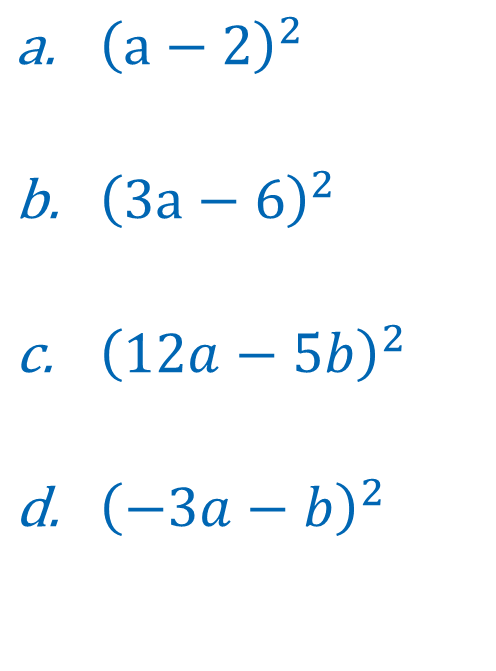 a. (a − 2)²
b. (3a − 6)²
c. (12a − 5b)²
d. (−3a − b)²